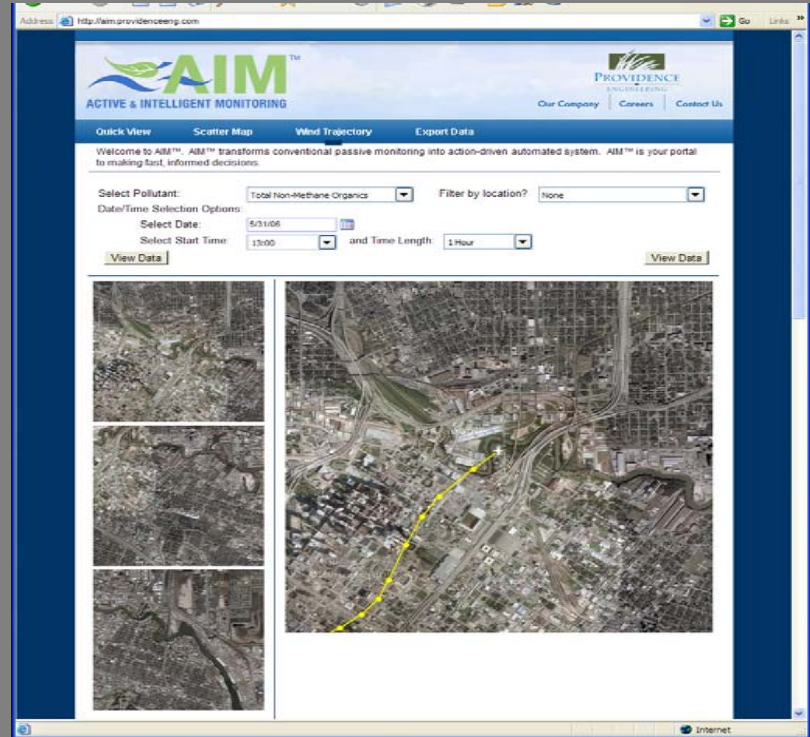 Address http://aim.providenceeng.com Go Links »
AIM™
ACTIVE & INTELLIGENT MONITORING
PROVIDENCE
ENGINEERING
Our Company Careers Contact Us
Quick View Scatter Map Wind Trajectory Export Data
Welcome to AIM™. AIM™ transforms conventional passive monitoring into action-driven automated system. AIM™ is your portal
to making fast, informed decisions.
Select Pollutant: Total Non-Methane Organics Filter by location? None
Date/Time Selection Options:
Select Date: 5/31/06
Select Start Time: 13:00 and Time Length: 1 Hour
View Data View Data
Internet